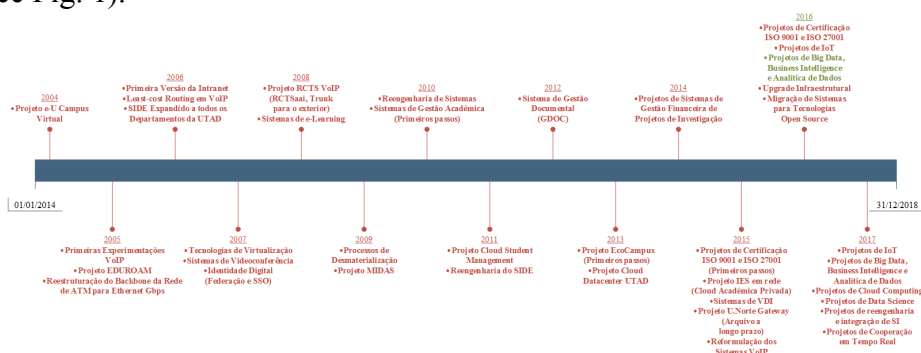 ee Fig. 1).
2016
•Projetos de Certificação
ISO 9001 e ISO 27001
•Projetos de IoT
•Projetos de Big Data,
Business Intelligence
e Analítica de Dados
•Upgrade Infraestrutural
•Migração de Sistemas
para Tecnologias
Open Source
2004
•Projeto e-U Campus
Virtual
2006
•Primeira Versão da Intranet
•Least-cost Routing em VoIP
•SIDE Expandido a todos os
Departamentos da UTAD
2008
•Projeto RCTS VoIP
(RCTSaai, Trunk
para o exterior)
•Sistemas de e-Learning
2010
•Reengenharia de Sistemas
•Sistemas de Gestão Académica
(Primeiros passos)
2012
•Sistema de Gestão
Documental
(GDOC)
2014
•Projetos de Sistemas de
Gestão Financeira de
Projetos de Investigação
01/01/2014
31/12/2018
2005
•Primeiras Experimentações
VoIP
•Projeto EDUROAM
•Reestruturação do Backbone da Rede
de ATM para Ethernet Gbps
2007
•Tecnologias de Virtualização
•Sistemas de Videoconferência
•Identidade Digital
(Federação e SSO)
2009
•Processos de
Desmaterialização
•Projeto MIDAS
2011
•Projeto Cloud Student
Management
•Reengenharia do SIDE
2013
•Projeto EcoCampus
(Primeiros passos)
•Projeto Cloud
Datacenter UTAD
2015
•Projetos de Certificação
ISO 9001 e ISO 27001
(Primeiros passos)
•Projeto IES em rede
(Cloud Académica Privada)
•Sistemas de VDI
•Projeto U.Norte Gateway
(Arquivo a
longo prazo)
•Reformulação dos
Sistemas VoIP
2017
•Projetos de IoT
•Projetos de Big Data,
Business Intelligence e
Analítica de Dados
•Projetos de Cloud Computing
•Projetos de Data Science
•Projetos de reengenharia
e integração de SI
•Projetos de Cooperação
em Tempo Real